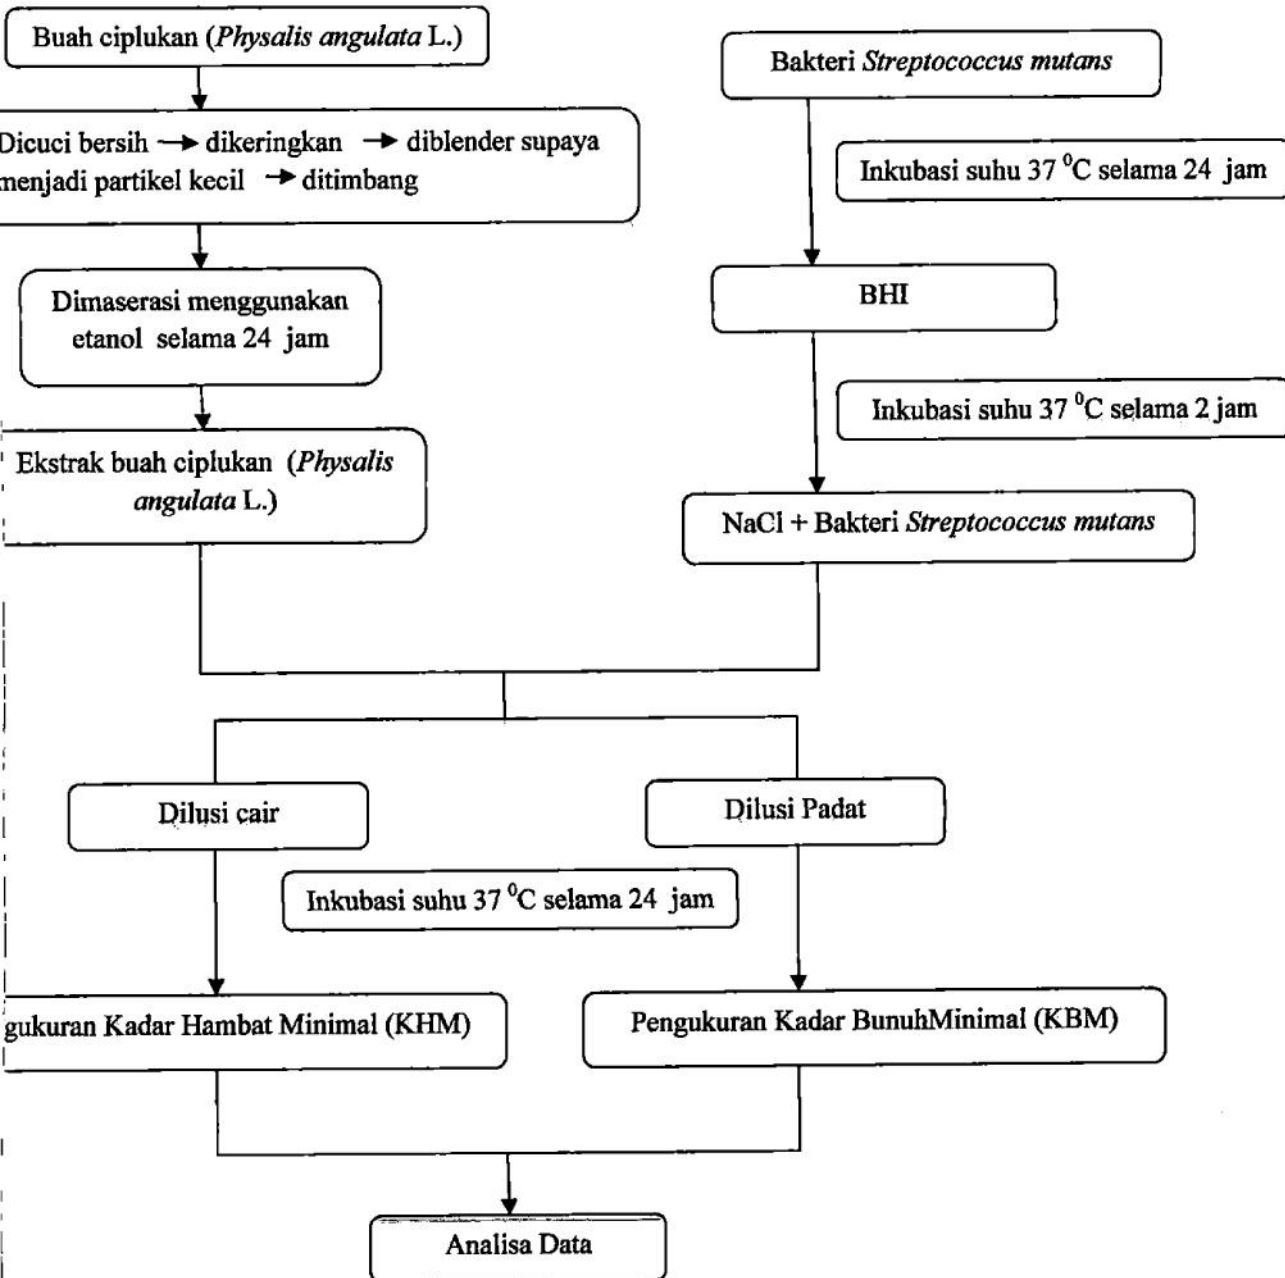 Buah ciplukan (Physalis angulata L.)
Dicuci bersih → dikeringkan → diblender supaya
menjadi partikel kecil → ditimbang
Dimaserasi menggunakan
etanol selama 24 jam
Ekstrak buah ciplukan (Physalis
angulata L.)
Bakteri Streptococcus mutans
Inkubasi suhu 37 ⁰C selama 24 jam
BHI
Inkubasi suhu 37 ⁰C selama 2 jam
NaCl + Bakteri Streptococcus mutans
Dilusi cair
Dilusi Padat
Inkubasi suhu 37 ⁰C selama 24 jam
gukuran Kadar Hambat Minimal (KHM)
Pengukuran Kadar BunuhMinimal (KBM)
Analisa Data